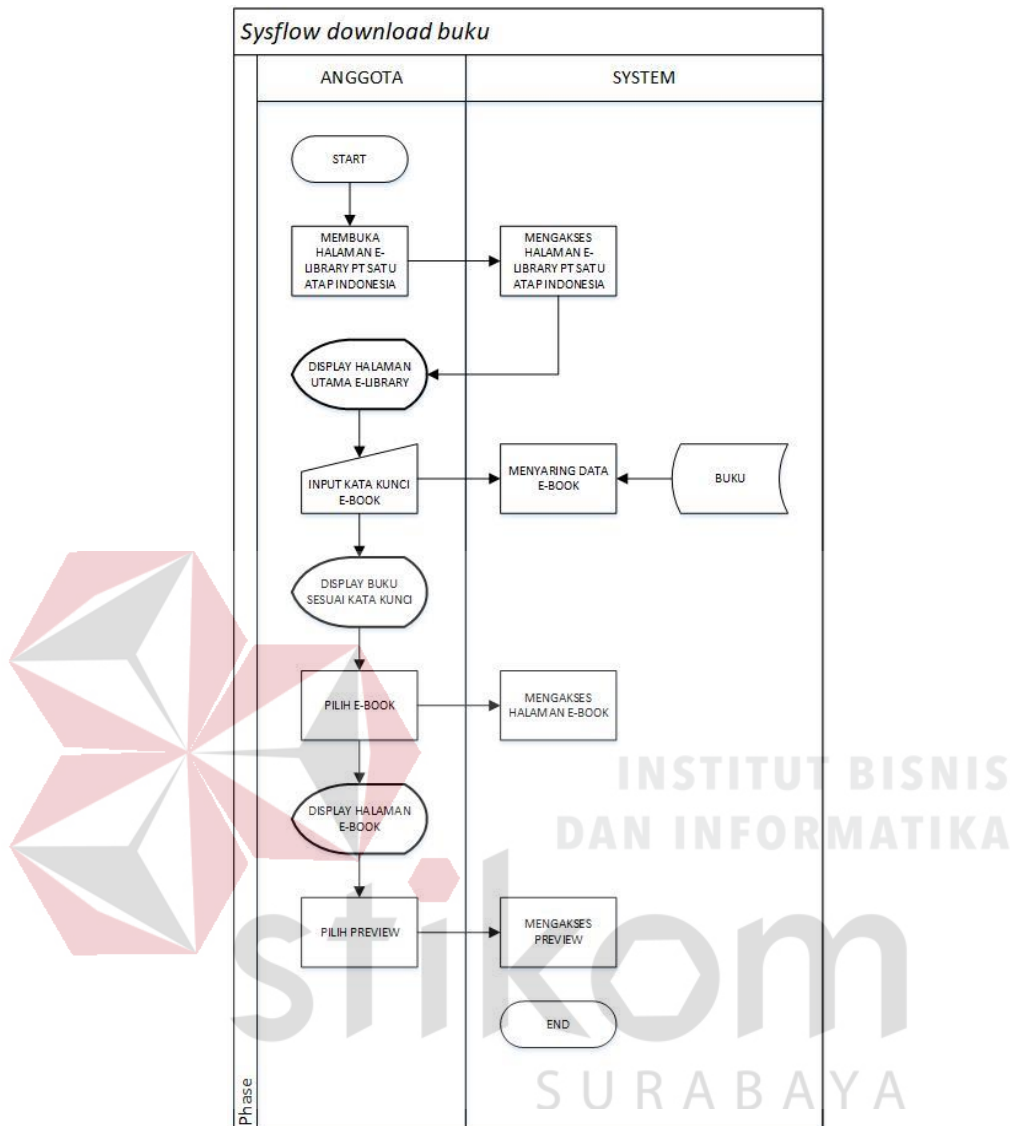 Sysflow download buku
ANGGOTA
SYSTEM
START
MEMBUKA
HALAMAN E-
LIBRARY PT SATU
ATAP INDONESIA
MENGAKSES
HALAMAN E-
LIBRARY PT SATU
ATAP INDONESIA
DISPLAY HALAMAN
UTAMA E-LIBRARY
INPUT KATA KUNCI
E-BOOK
MENYARING DATA
E-BOOK
BUKU
DISPLAY BUKU
SESUAI KATA KUNCI
PILIH E-BOOK
MENGAKSES
HALAMAN E-BOOK
DISPLAY HALAMAN
E-BOOK
PILIH PREVIEW
MENGAKSES
PREVIEW
END
Phase
INSTITUT BISNIS
DAN INFORMATIKA
stikom
SURABAYA